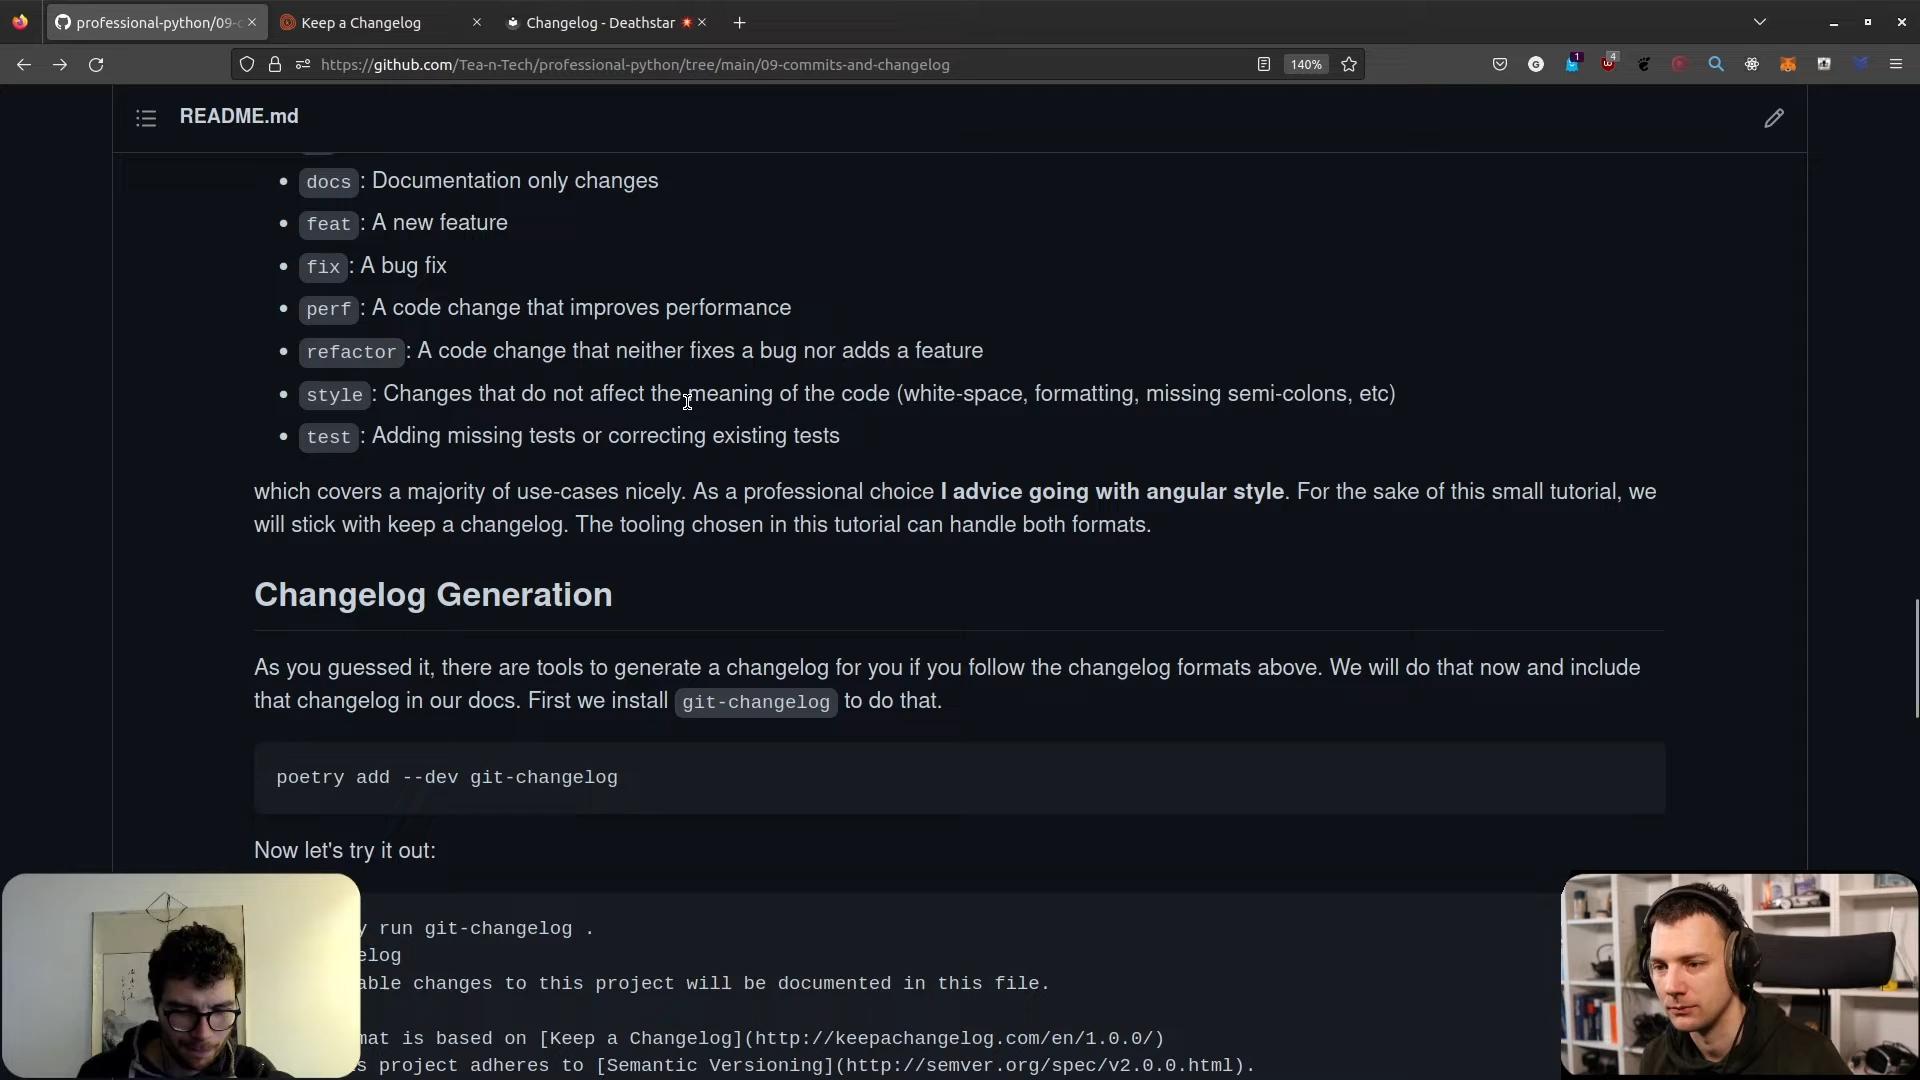 professional-python/09-c
Keep a Changelog
Changelog - Deathstar
https://github.com/Tea-n-Tech/professional-python/tree/main/09-commits-and-changelog
140%
1
4
README.md
docs: Documentation only changes
feat: A new feature
fix: A bug fix
perf: A code change that improves performance
refactor: A code change that neither fixes a bug nor adds a feature
style: Changes that do not affect the meaning of the code (white-space, formatting, missing semi-colons, etc)
test: Adding missing tests or correcting existing tests
which covers a majority of use-cases nicely. As a professional choice I advice going with angular style. For the sake of this small tutorial, we
will stick with keep a changelog. The tooling chosen in this tutorial can handle both formats.
Changelog Generation
As you guessed it, there are tools to generate a changelog for you if you follow the changelog formats above. We will do that now and include
that changelog in our docs. First we install git-changelog to do that.
poetry add --dev git-changelog
Now let's try it out:
y run git-changelog .
elog
able changes to this project will be documented in this file.
mat is based on [Keep a Changelog](http://keepachangelog.com/en/1.0.0/)
s project adheres to [Semantic Versioning](http://semver.org/spec/v2.0.0.html).